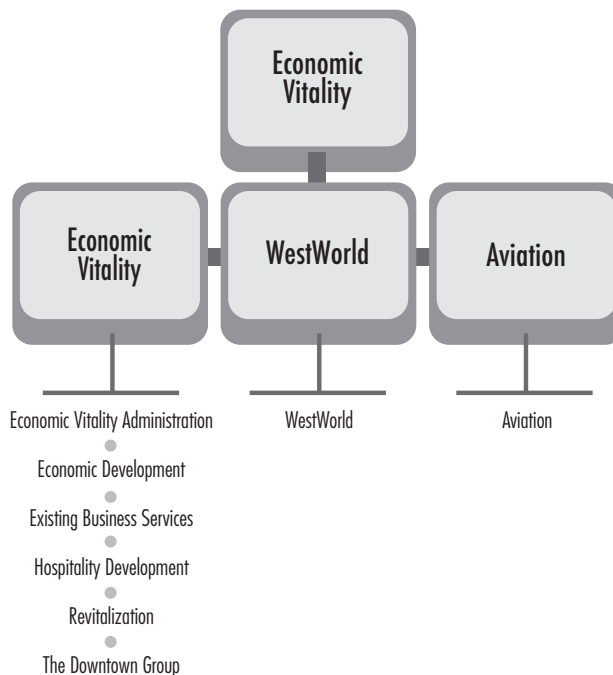 Economic
Vitality
Economic
Vitality
WestWorld
Aviation
Economic Vitality Administration
Economic Development
Existing Business Services
Hospitality Development
Revitalization
The Downtown Group
WestWorld
Aviation